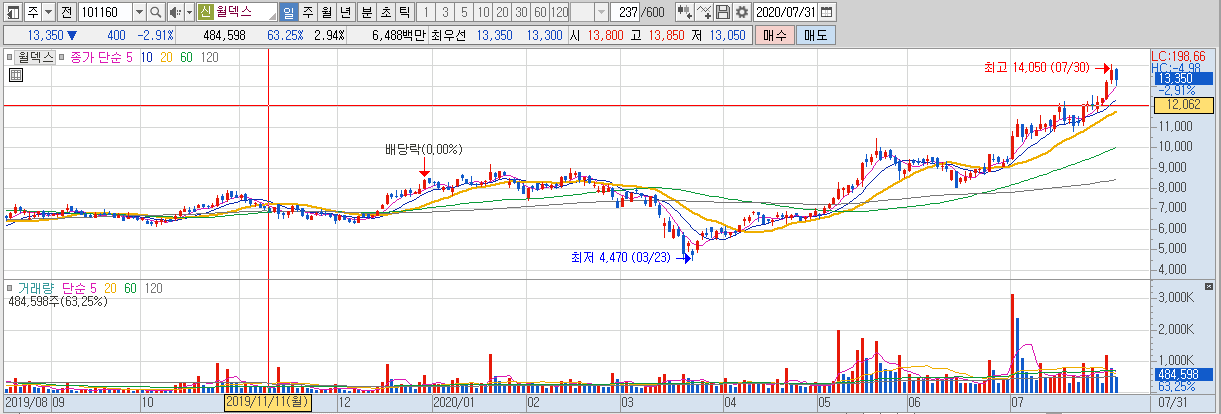 주 전 101160 신 월덱스 일 주 월 년 분 초 틱 1 3 5 10 20 30 60 120 237 /600 2020/07/31
13,350 ▼ 400 -2.91% 484,598 63.25% 2.94% 6,488백만 최우선 13,350 13,300 시 13,800 고 13,850 저 13,050 매수 매도
월덱스 종가 단순 5 10 20 60 120
LC:198.66
최고 14,050 (07/30)
HC:-4.98
13,350
-2.91%
12,062
11,000
10,000
배당락(0.00%)
9,000
8,000
7,000
6,000
5,000
최저 4,470 (03/23)
4,000
거래량 단순 5 20 60 120
484,598주(63.25%)
3,000K
2,000K
1,000K
484,598
63.25%
2019/08 09 10 2019/11/11(월) 12 2020/01 02 03 04 05 06 07 07/31